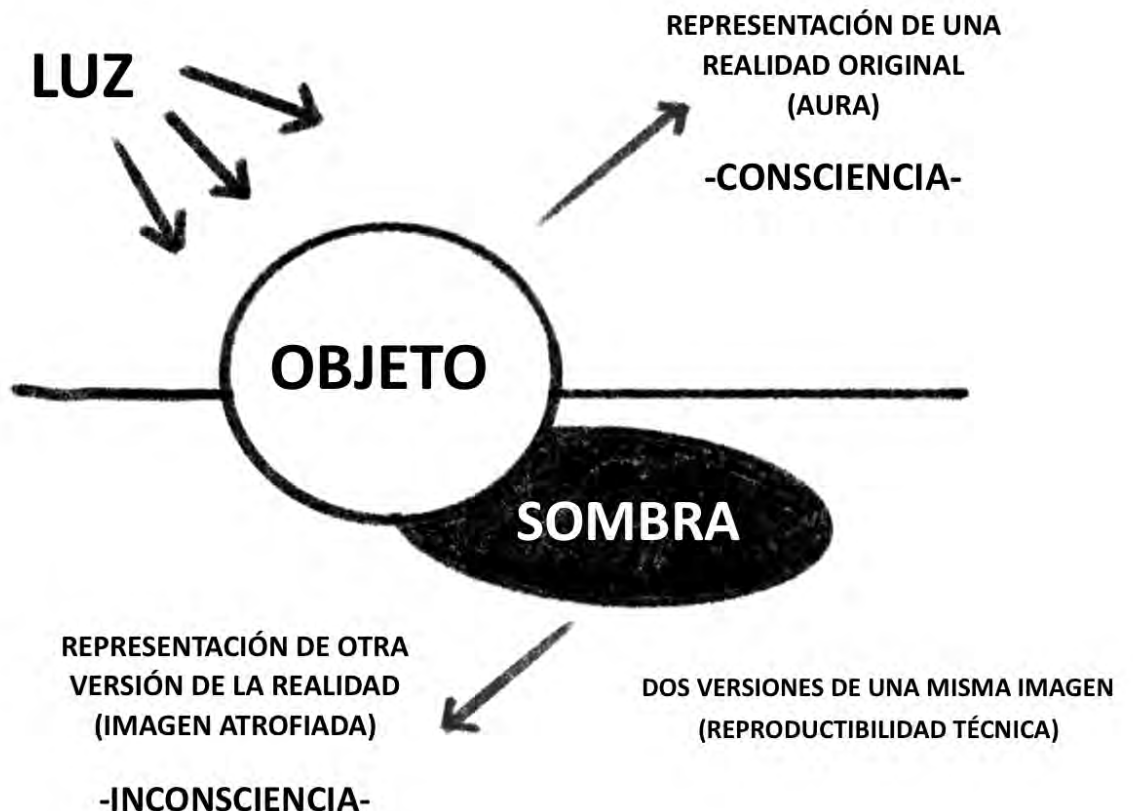 LUZ
REPRESENTACIÓN DE UNA
REALIDAD ORIGINAL
(AURA)
-CONSCIENCIA-
OBJETO
SOMBRA
REPRESENTACIÓN DE OTRA
VERSIÓN DE LA REALIDAD
(IMAGEN ATROFIADA)
-INCONSCIENCIA-
DOS VERSIONES DE UNA MISMA IMAGEN
(REPRODUCTIBILIDAD TÉCNICA)